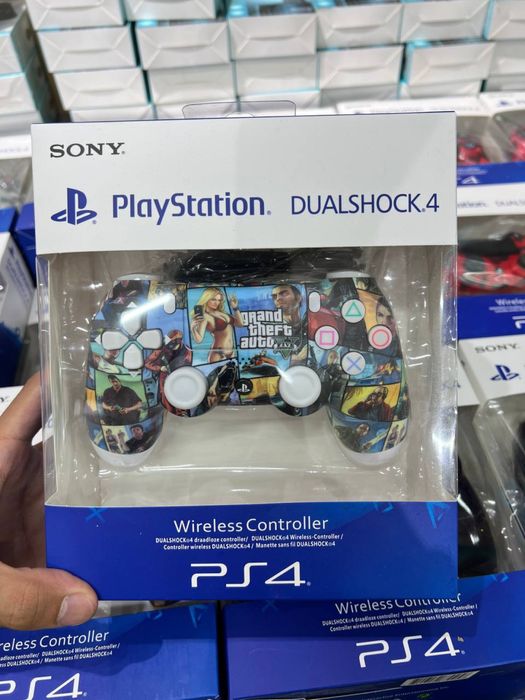 SONY
PlayStation® DUALSHOCK®4
grand
theft
auto
Wireless Controller
DUALSHOCK®4 draadloze controller/ DUALSHOCK®4 Wireless-Controller /
Controller wireless DUALSHOCK®4 / Manette sans fil DUALSHOCK®4
PS4
SONY
Wireless Controller
PS4
reless Controller
PS4